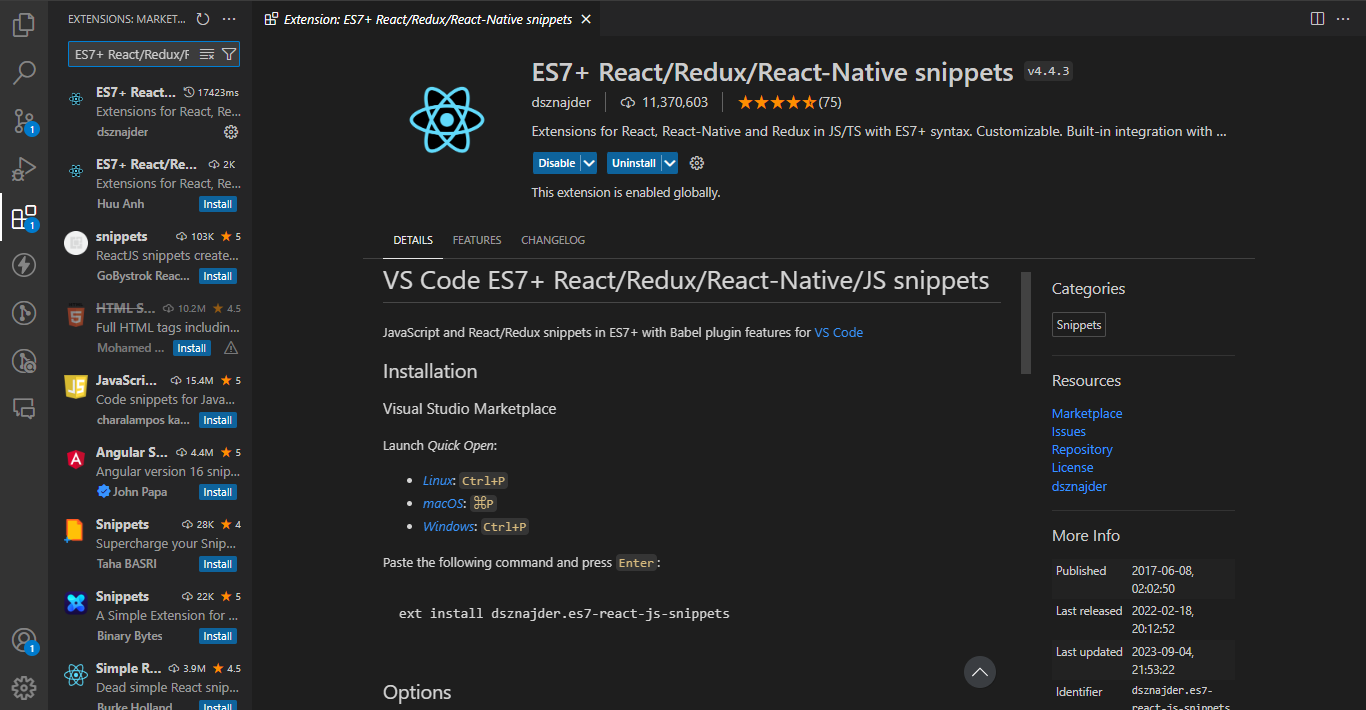 EXTENSIONS: MARKET...
ES7+ React/Redux/F
ES7+ React... 17423ms
Extensions for React, Re...
dsznajder
ES7+ React/Re... 2K
Extensions for React, Re...
Huu Anh Install
snippets 103K ★ 5
ReactJS snippets create...
GoBystrok Reac... Install
HTML S... 10.2M ★ 4.5
Full HTML tags includin...
Mohamed ... Install
JavaScri... 15.4M ★ 5
Code snippets for Java...
charalampos ka... Install
Angular S... 4.4M ★ 5
Angular version 16 snip...
John Papa Install
Snippets 28K ★ 4
Supercharge your Snip...
Taha BASRI Install
Snippets 22K ★ 5
A Simple Extension for ...
Binary Bytes Install
Simple R... 3.9M ★ 4.5
Dead simple React snip...
Burke Holland Install
1
1
1
Extension: ES7+ React/Redux/React-Native snippets
ES7+ React/Redux/React-Native snippets v4.4.3
dsznajder 11,370,603 (75)
Extensions for React, React-Native and Redux in JS/TS with ES7+ syntax. Customizable. Built-in integration with ...
Disable Uninstall
This extension is enabled globally.
DETAILS FEATURES CHANGELOG
VS Code ES7+ React/Redux/React-Native/JS snippets
JavaScript and React/Redux snippets in ES7+ with Babel plugin features for VS Code
Installation
Visual Studio Marketplace
Launch Quick Open:
• Linux: Ctrl+P
• macOS: ⌘P
• Windows: Ctrl+P
Paste the following command and press Enter:
ext install dsznajder.es7-react-js-snippets
Options
Categories
Snippets
Resources
Marketplace
Issues
Repository
License
dsznajder
More Info
Published 2017-06-08,
02:02:50
Last released 2022-02-18,
20:12:52
Last updated 2023-09-04,
21:53:22
Identifier dsznajder.es7-
react-js-snippets